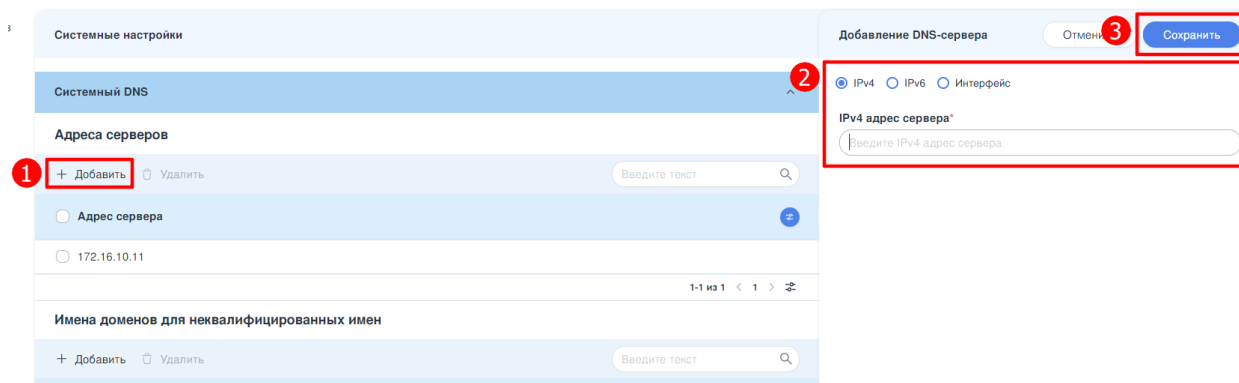 в
Системные настройки
Системный DNS
Адреса серверов
1
+ Добавить Удалить
Введите текст
Адрес сервера
172.16.10.11
1-1 из 1 < 1 >
Имена доменов для неквалифицированных имен
+ Добавить Удалить
Введите текст
Добавление DNS-сервера
Отмени
3
Сохранить
2
IPv4 IPv6 Интерфейс
IPv4 адрес сервера*
Введите IPv4 адрес сервера